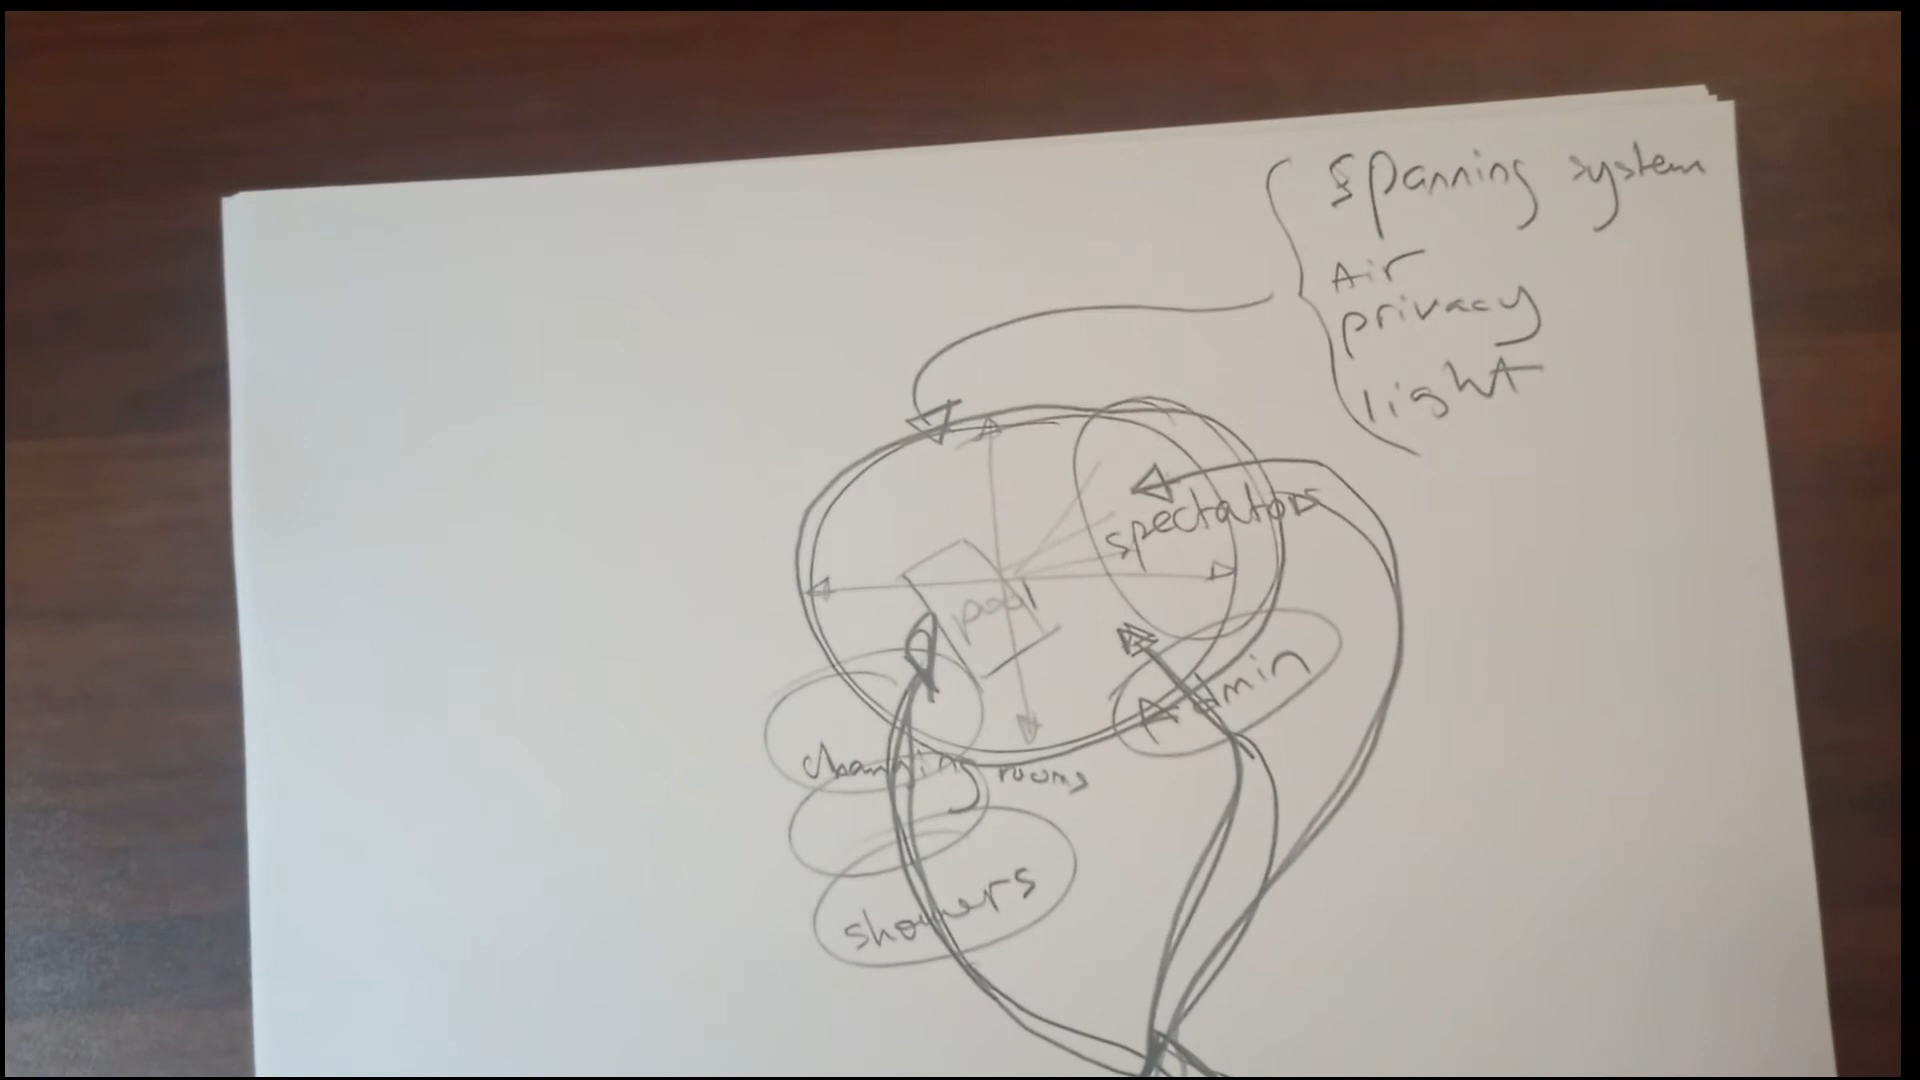 spanning system
Air
privacy
light
spectators
pool
Admin
changing rooms
showers